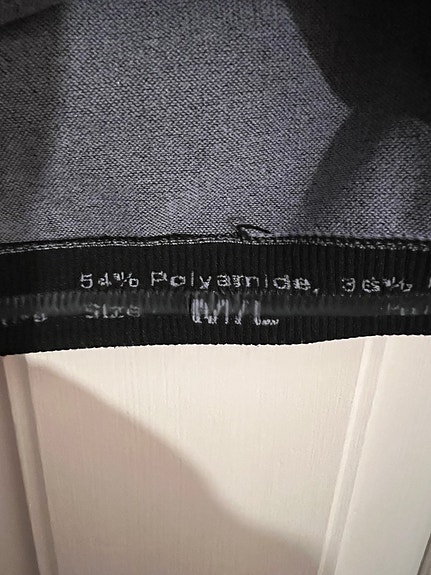 54% Polyamide, 36%
Size M/L